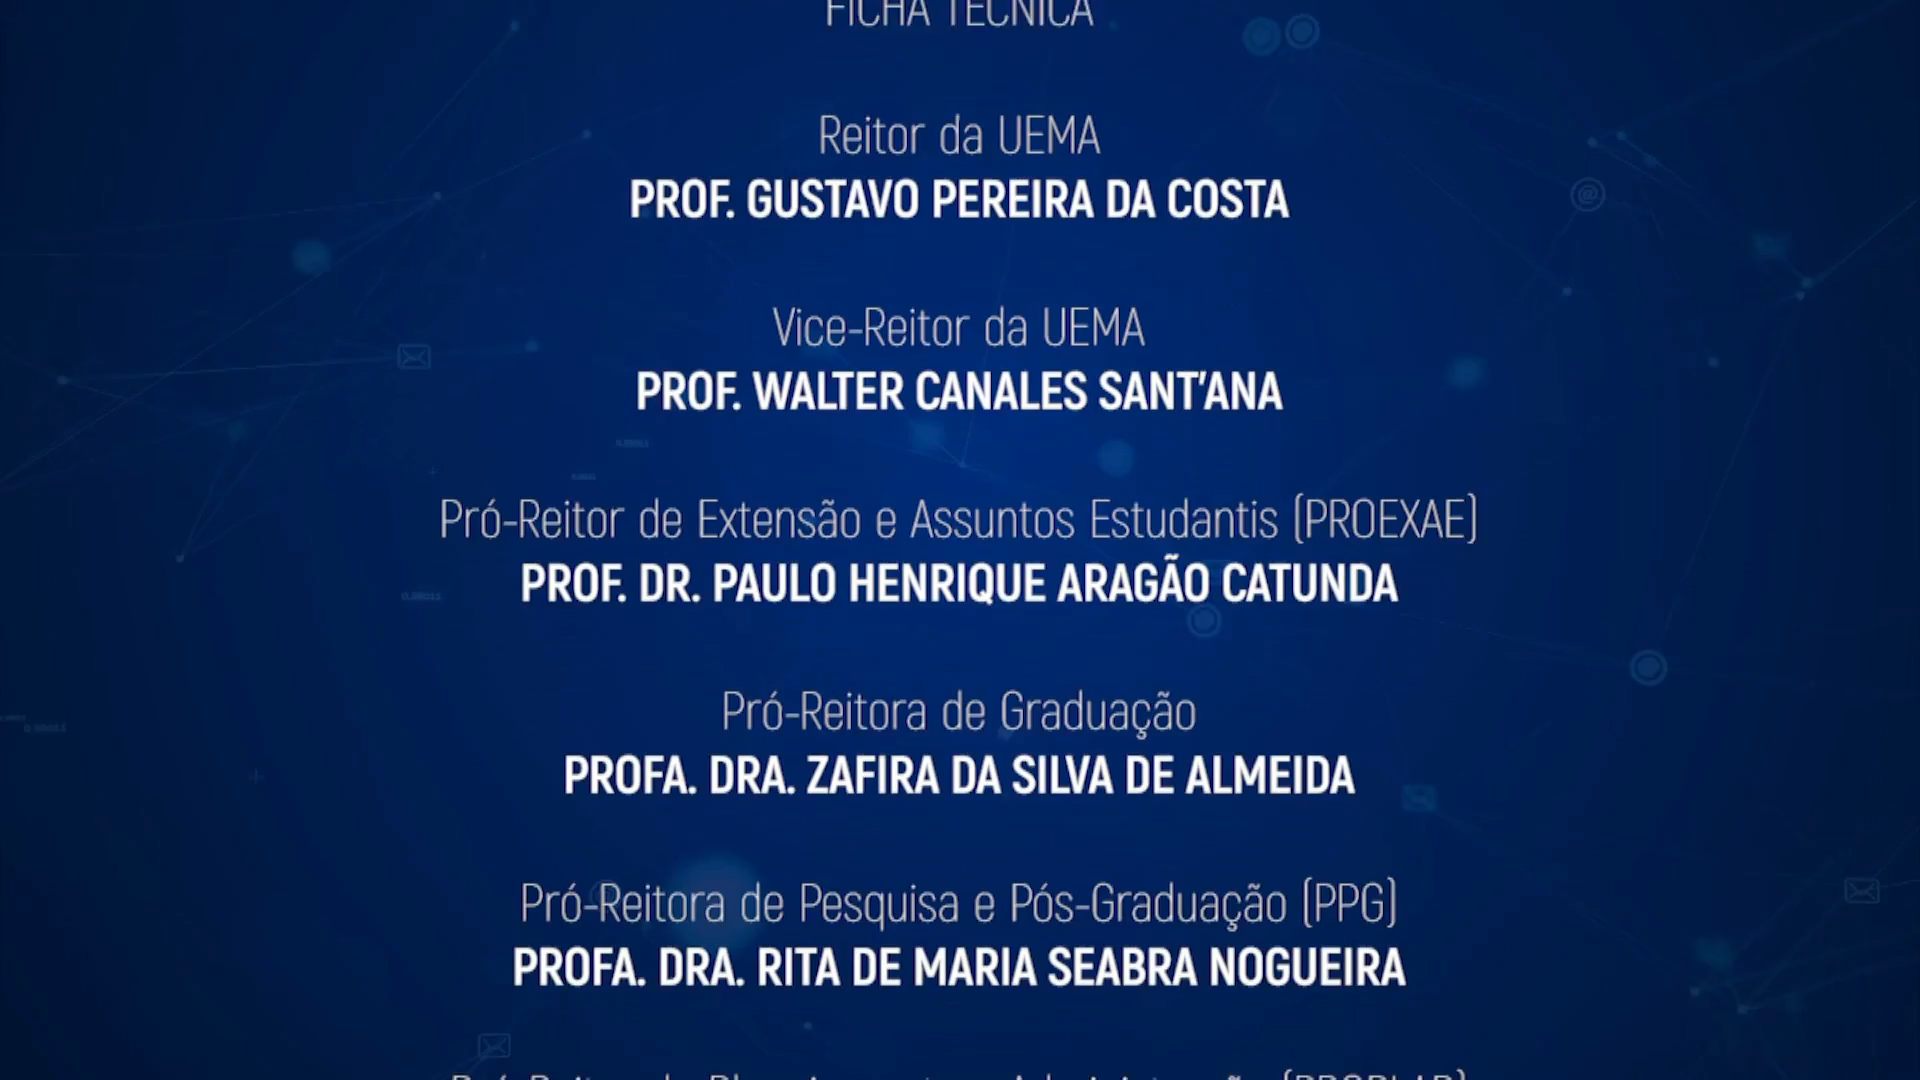 FICHA TÉCNICA
Reitor da UEMA
PROF. GUSTAVO PEREIRA DA COSTA
Vice-Reitor da UEMA
PROF. WALTER CANALES SANT'ANA
Pró-Reitor de Extensão e Assuntos Estudantis (PROEXAE)
PROF. DR. PAULO HENRIQUE ARAGÃO CATUNDA
Pró-Reitora de Graduação
PROFA. DRA. ZAFIRA DA SILVA DE ALMEIDA
Pró-Reitora de Pesquisa e Pós-Graduação (PPG)
PROFA. DRA. RITA DE MARIA SEABRA NOGUEIRA